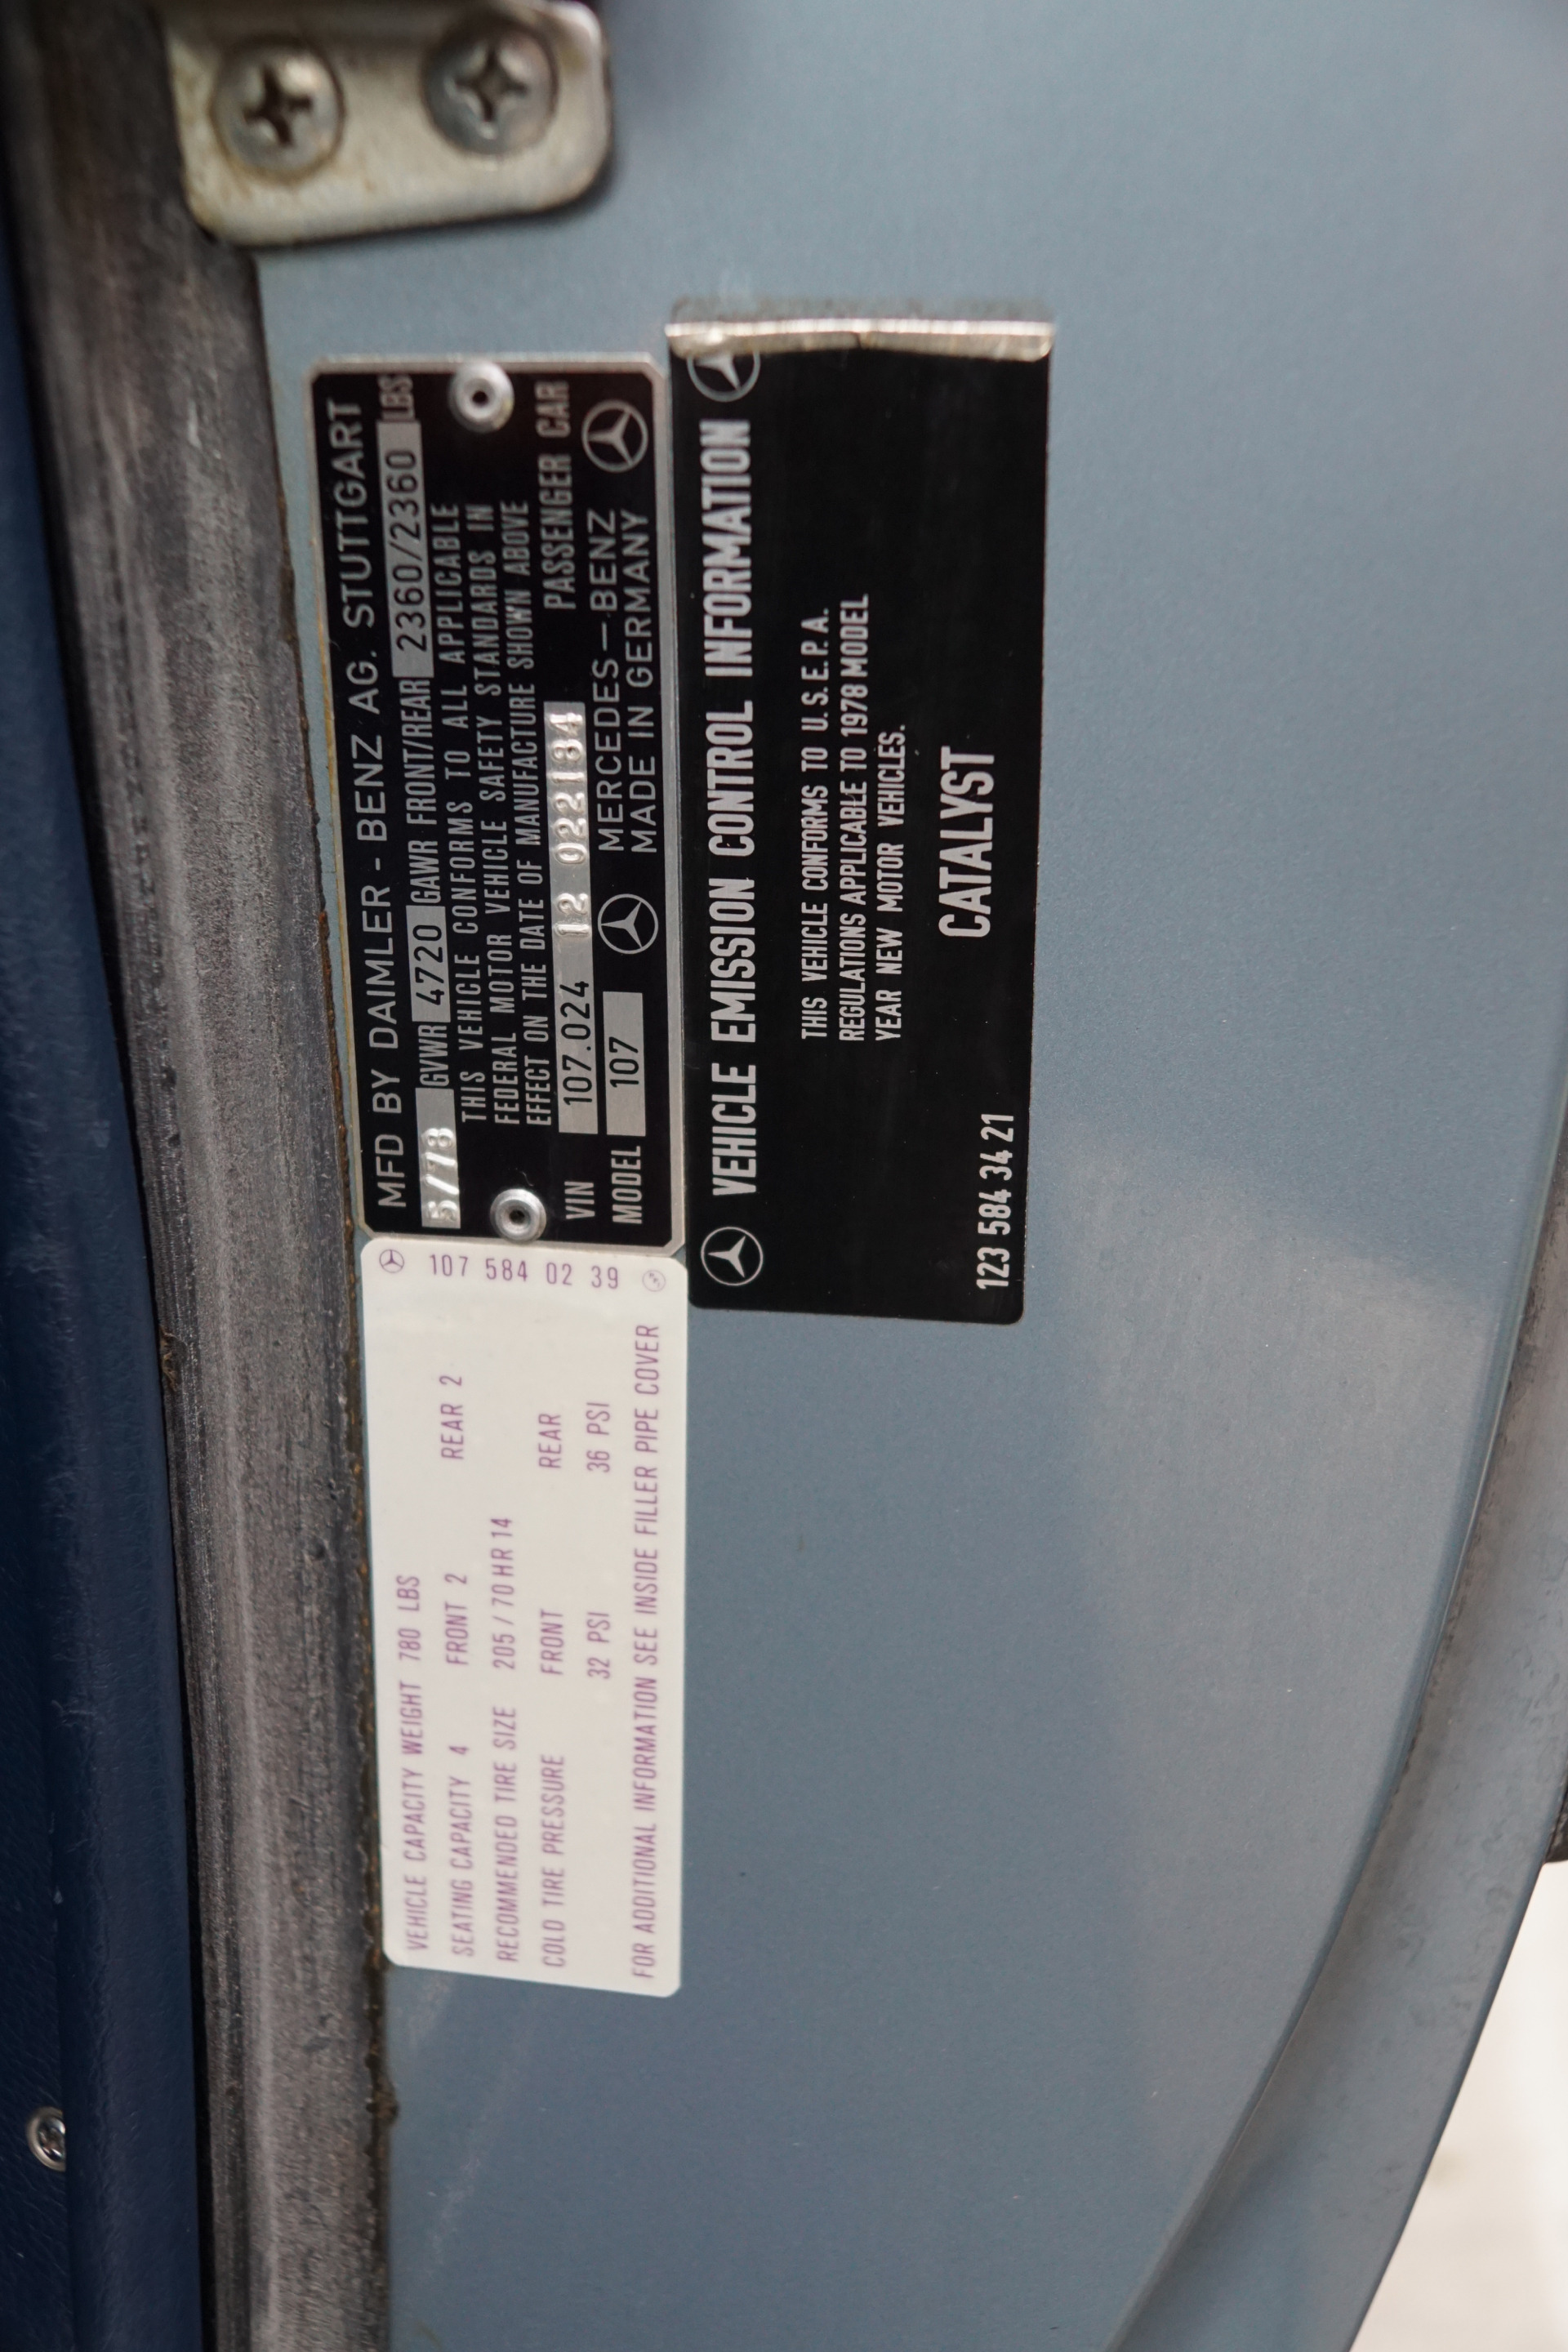 MFD BY DAIMLER - BENZ AG. STUTTGART
5/78 GVWR 4720 GAWR FRONT/REAR 2360/2360 LBS
THIS VEHICLE CONFORMS TO ALL APPLICABLE
FEDERAL MOTOR VEHICLE SAFETY STANDARDS IN
EFFECT ON THE DATE OF MANUFACTURE SHOWN ABOVE
VIN 107.024 12 022184 PASSENGER CAR
MODEL 107 MERCEDES-BENZ
MADE IN GERMANY
VEHICLE EMISSION CONTROL INFORMATION
THIS VEHICLE CONFORMS TO U.S.E.P.A.
REGULATIONS APPLICABLE TO 1978 MODEL
YEAR NEW MOTOR VEHICLES.
CATALYST
123 584 34 21
107 584 02 39
VEHICLE CAPACITY WEIGHT 780 LBS
SEATING CAPACITY 4 FRONT 2 REAR 2
RECOMMENDED TIRE SIZE 205/70 HR 14
COLD TIRE PRESSURE FRONT REAR
32 PSI 36 PSI
FOR ADDITIONAL INFORMATION SEE INSIDE FILLER PIPE COVER